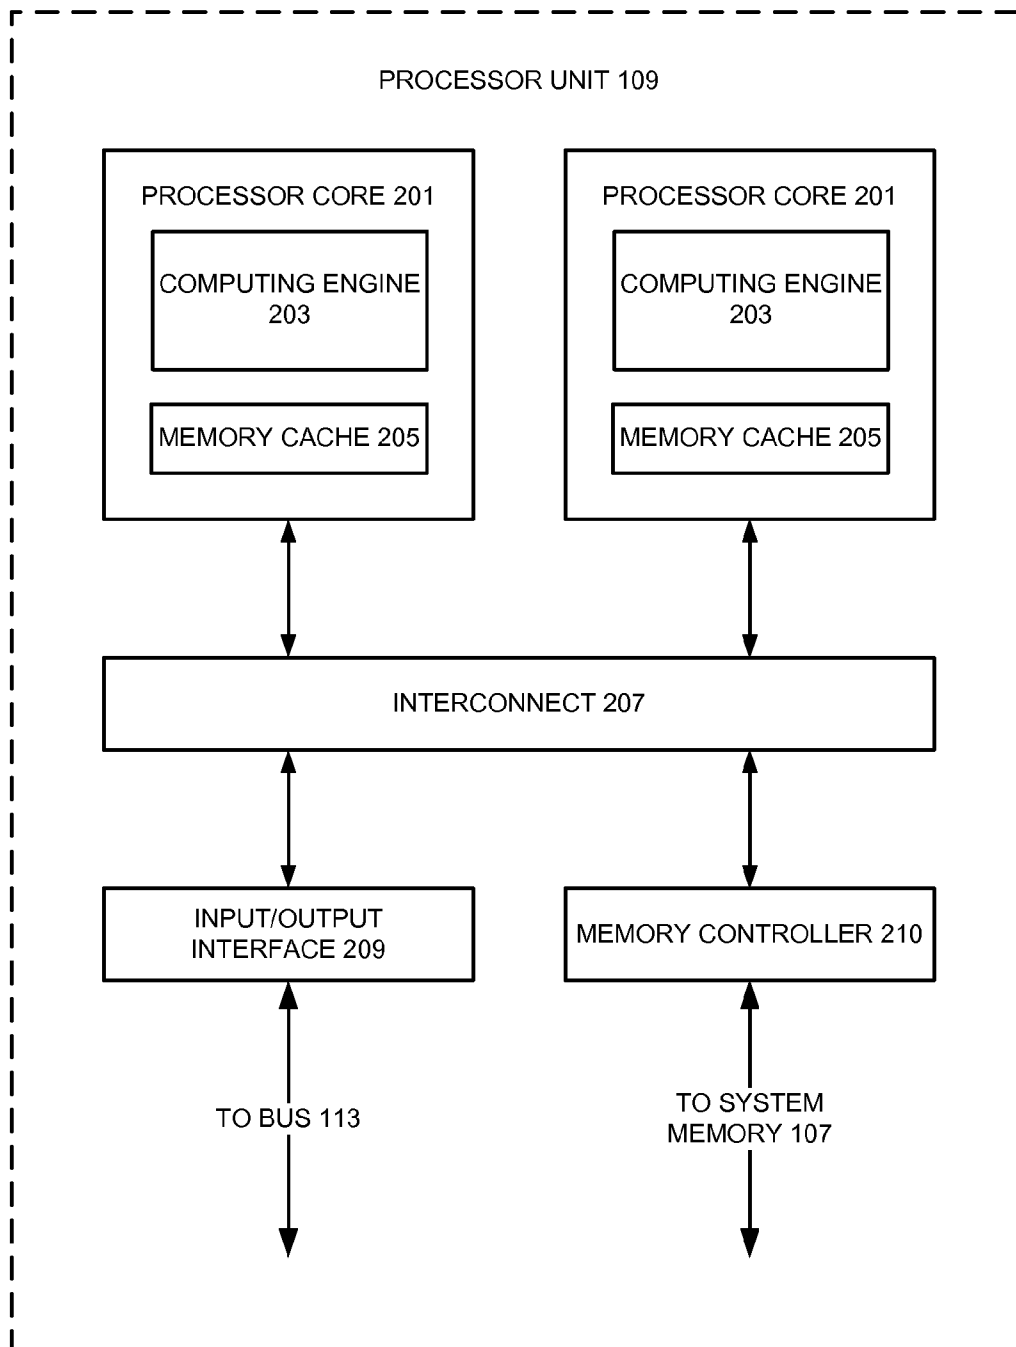 PROCESSOR UNIT 109
PROCESSOR CORE 201
COMPUTING ENGINE
203
MEMORY CACHE 205
PROCESSOR CORE 201
COMPUTING ENGINE
203
MEMORY CACHE 205
INTERCONNECT 207
INPUT/OUTPUT
INTERFACE 209
MEMORY CONTROLLER 210
TO BUS 113
TO SYSTEM
MEMORY 107